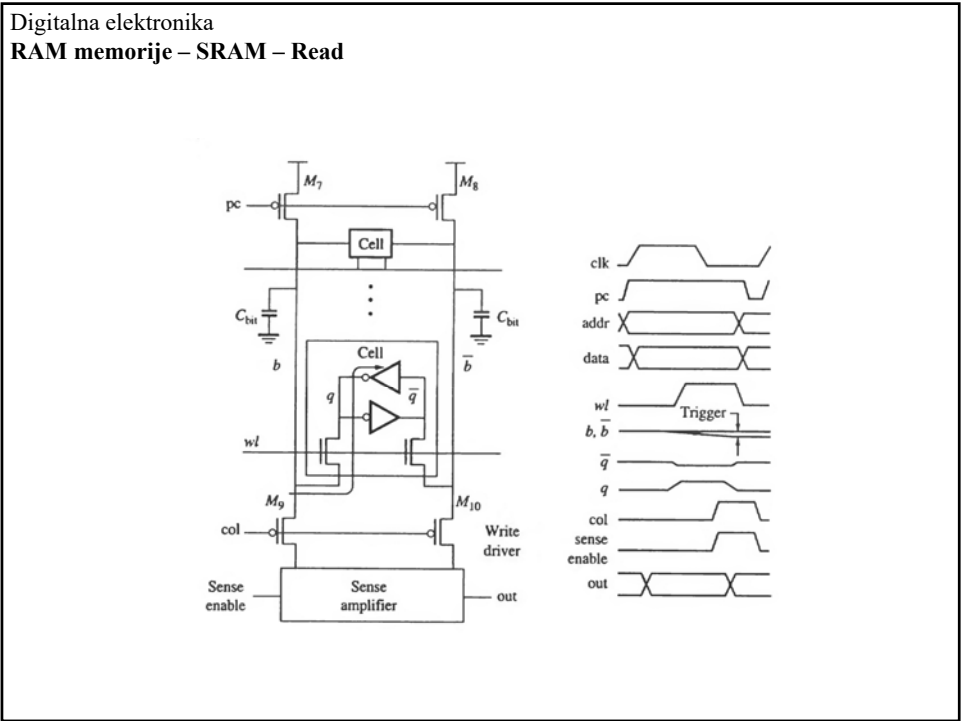 Digitalna elektronika
RAM memorije – SRAM – Read
M7
M8
pc
Cell
Cbit
Cbit
b
b̅
Cell
q
q̅
wl
M9
M10
col
Write
driver
Sense
enable
Sense
amplifier
out
clk
pc
addr
data
wl
Trigger
b, b̅
q̅
q
col
sense
enable
out